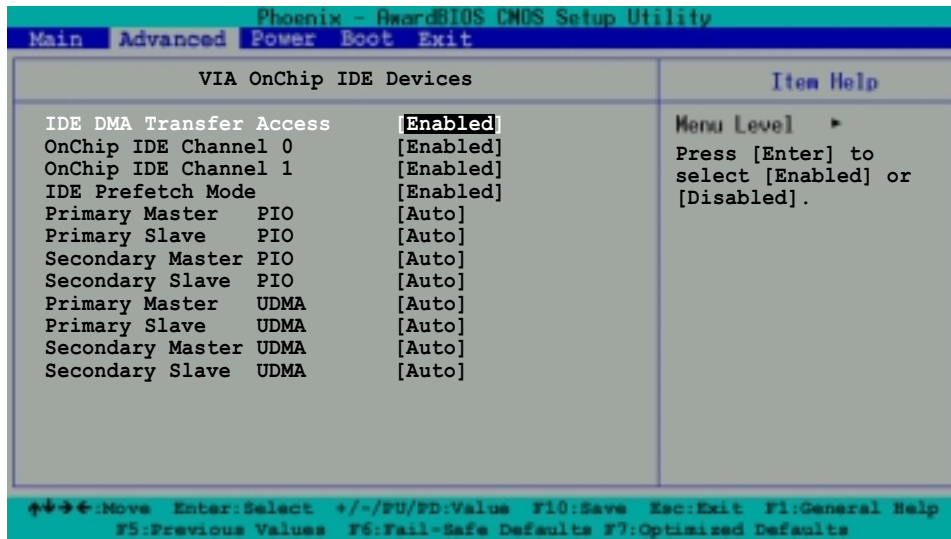 Phoenix - AwardBIOS CMOS Setup Utility
Main Advanced Power Boot Exit
VIA OnChip IDE Devices
Item Help
IDE DMA Transfer Access [Enabled]
OnChip IDE Channel 0 [Enabled]
OnChip IDE Channel 1 [Enabled]
IDE Prefetch Mode [Enabled]
Primary Master PIO [Auto]
Primary Slave PIO [Auto]
Secondary Master PIO [Auto]
Secondary Slave PIO [Auto]
Primary Master UDMA [Auto]
Primary Slave UDMA [Auto]
Secondary Master UDMA [Auto]
Secondary Slave UDMA [Auto]
Menu Level ►
Press [Enter] to
select [Enabled] or
[Disabled].
↑↓→←:Move Enter:Select +/-/PU/PD:Value F10:Save Esc:Exit F1:General Help
F5:Previous Values F6:Fail-Safe Defaults F7:Optimized Defaults